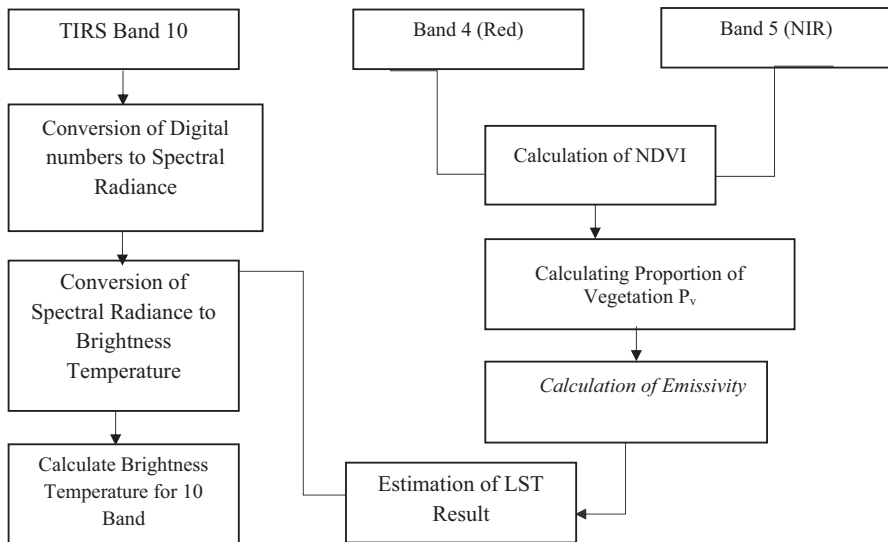 TIRS Band 10
Band 4 (Red)
Band 5 (NIR)
Conversion of Digital
numbers to Spectral
Radiance
Calculation of NDVI
Conversion of
Spectral Radiance to
Brightness
Temperature
Calculating Proportion of
Vegetation Pv
Calculation of Emissivity
Calculate Brightness
Temperature for 10
Band
Estimation of LST
Result